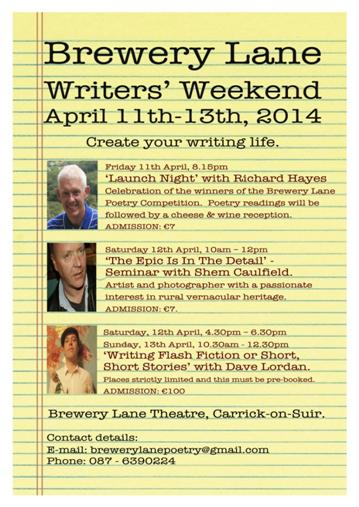 Brewery Lane
Writers' Weekend
April 11th-13th, 2014
Create your writing life.
Friday 11th April, 8.15pm
'Launch Night' with Richard Hayes
Celebration of the winners of the Brewery Lane
Poetry Competition. Poetry readings will be
followed by a cheese & wine reception.
ADMISSION: €7
Saturday 12th April, 10am – 12pm
'The Epic Is In The Detail' -
Seminar with Shem Caulfield.
Artist and photographer with a passionate
interest in rural vernacular heritage.
ADMISSION: €7.
Saturday, 12th April, 4.30pm – 6.30pm
Sunday, 13th April, 10.30am - 12.30pm
'Writing Flash Fiction or Short,
Short Stories' with Dave Lordan.
Places strictly limited and this must be pre-booked.
ADMISSION: €100
Brewery Lane Theatre, Carrick-on-Suir.
Contact details:
E-mail: brewerylanepoetry@gmail.com
Phone: 087 - 6390224